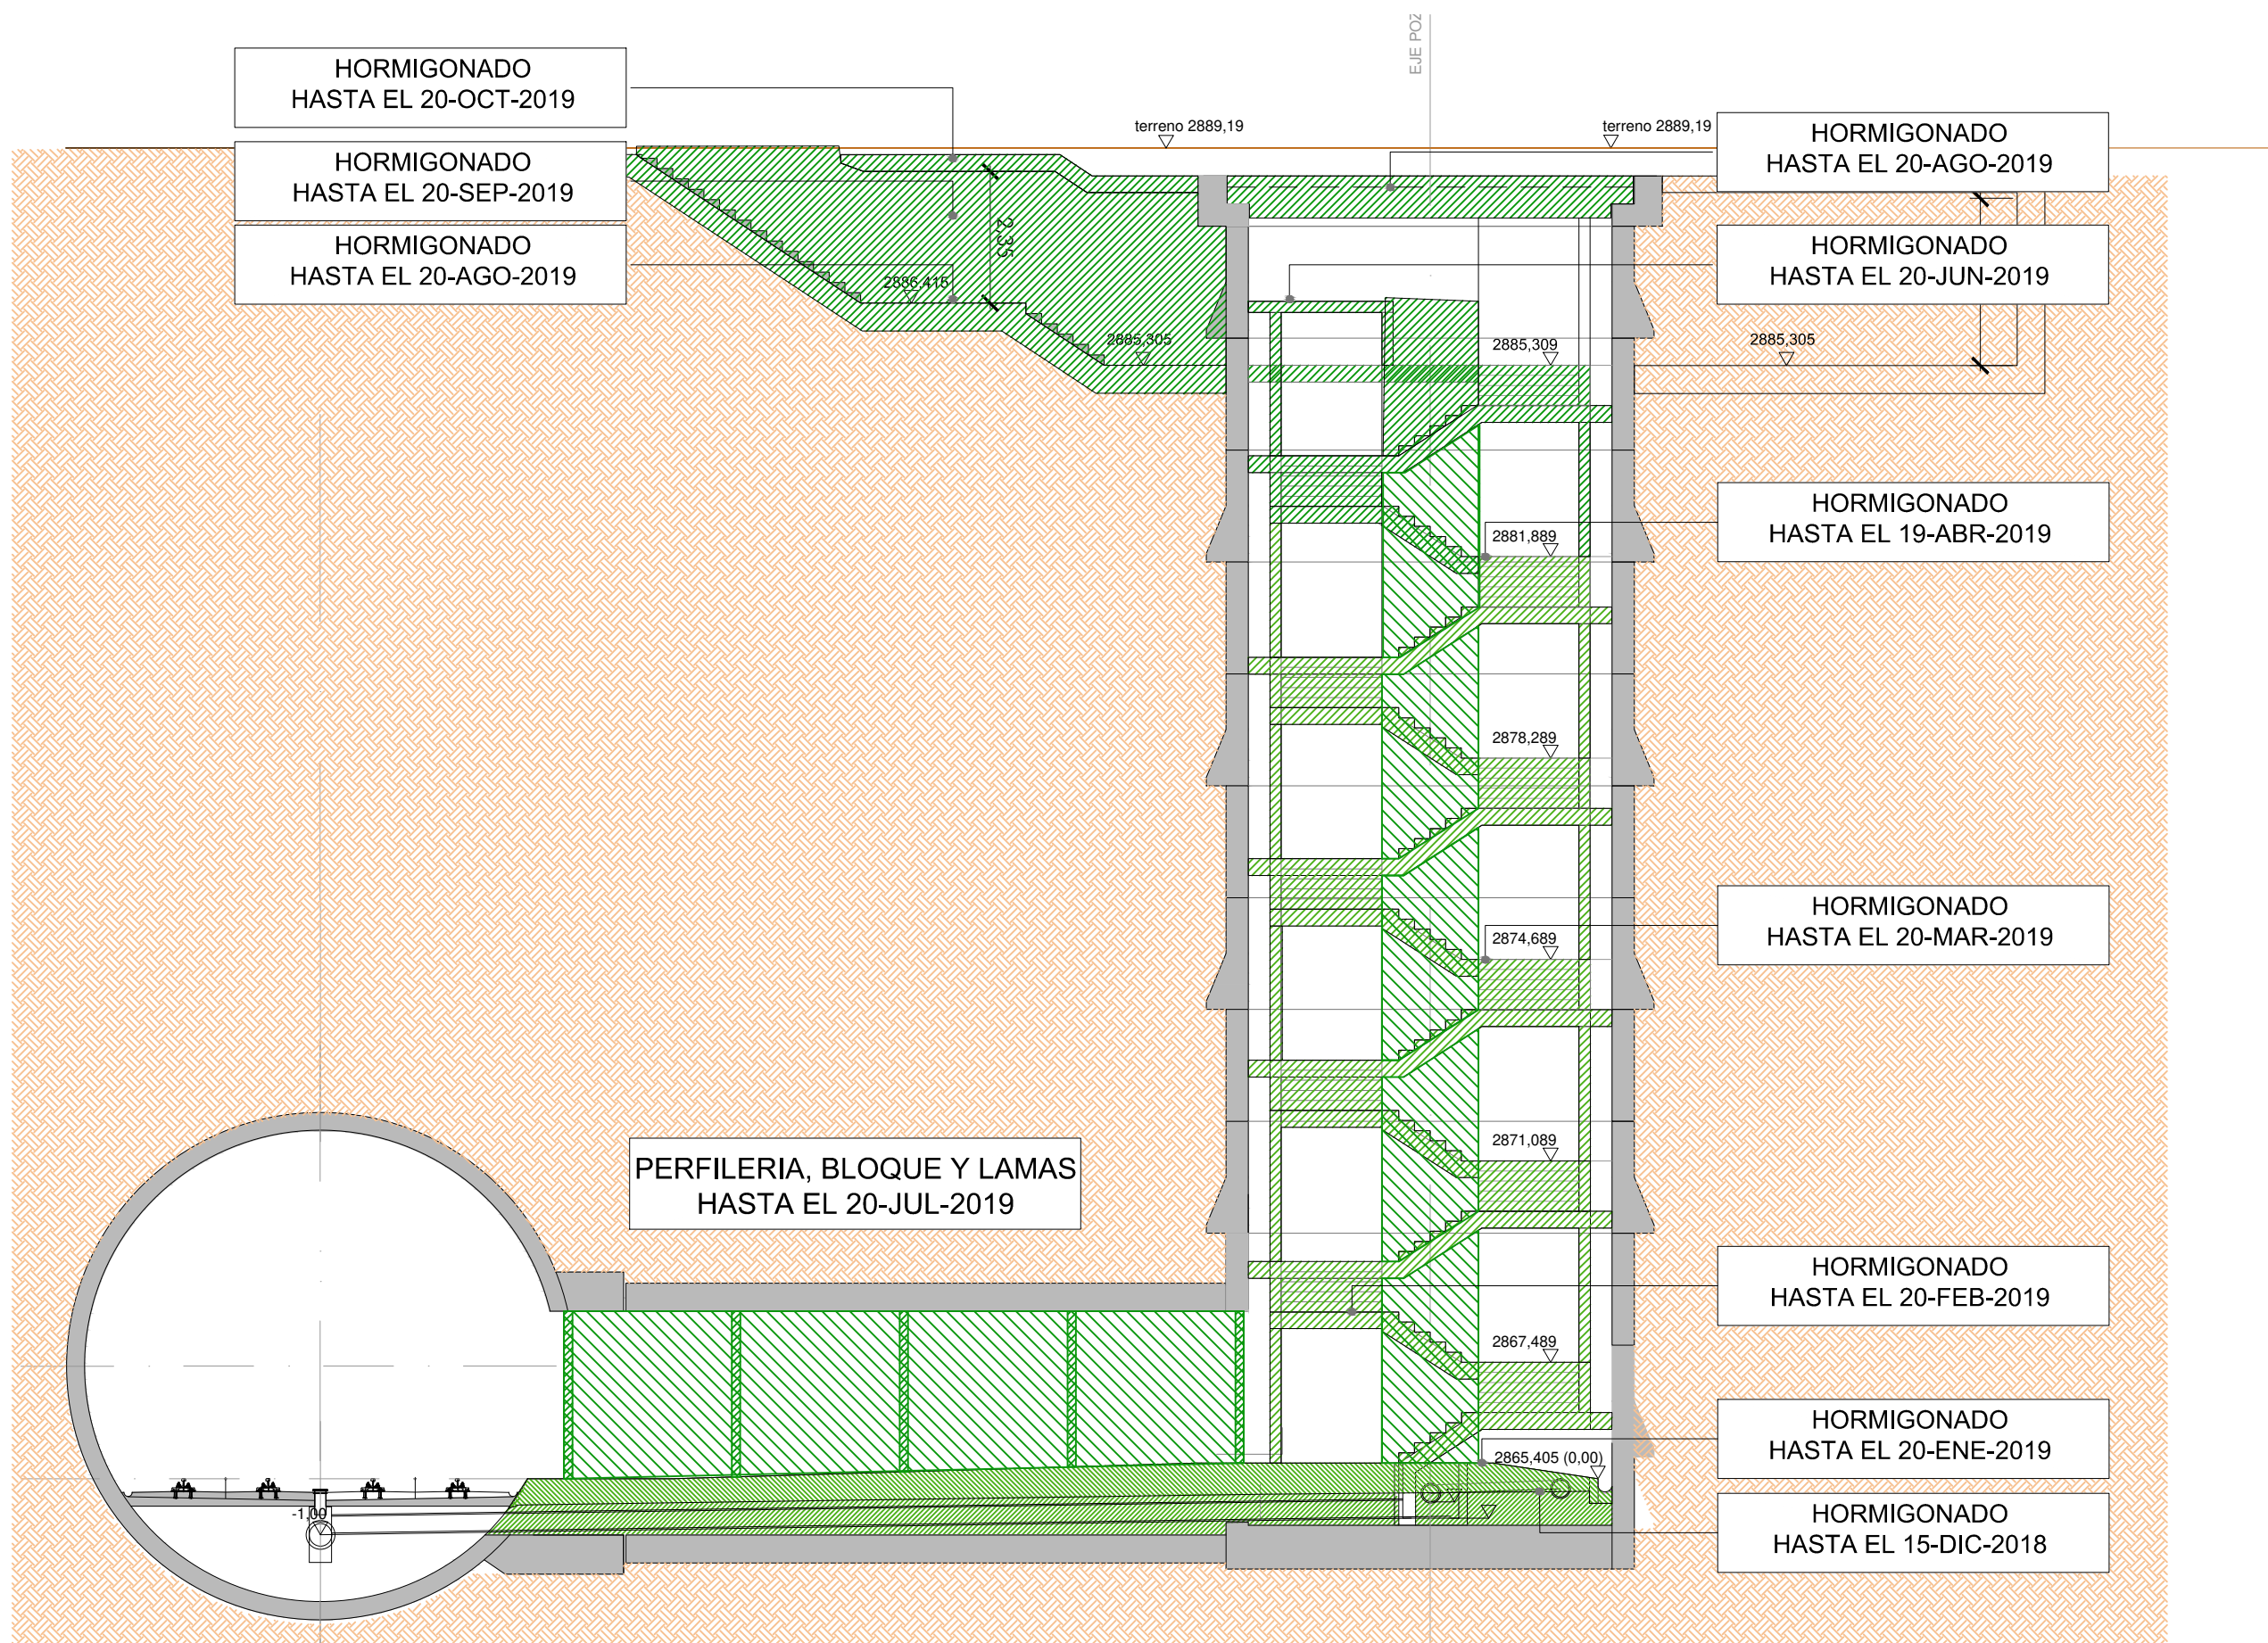 EJE POZ
HORMIGONADO
HASTA EL 20-OCT-2019
HORMIGONADO
HASTA EL 20-SEP-2019
HORMIGONADO
HASTA EL 20-AGO-2019
terreno 2889,19
terreno 2889,19
HORMIGONADO
HASTA EL 20-AGO-2019
HORMIGONADO
HASTA EL 20-JUN-2019
2,35
2886,415
2885,305
2885,309
2885,305
HORMIGONADO
HASTA EL 19-ABR-2019
2881,889
2878,289
HORMIGONADO
HASTA EL 20-MAR-2019
2874,689
2871,089
PERFILERIA, BLOQUE Y LAMAS
HASTA EL 20-JUL-2019
HORMIGONADO
HASTA EL 20-FEB-2019
2867,489
HORMIGONADO
HASTA EL 20-ENE-2019
2865,405 (0,00)
-1,00
HORMIGONADO
HASTA EL 15-DIC-2018